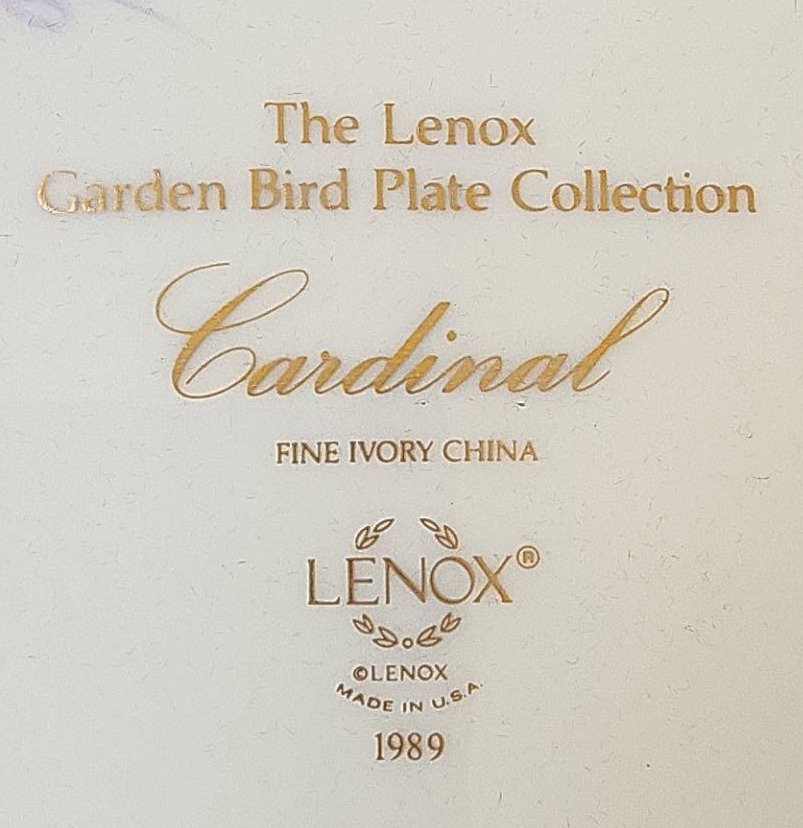 The Lenox
Garden Bird Plate Collection
Cardinal
FINE IVORY CHINA
LENOX®
©LENOX
MADE IN U.S.A.
1989